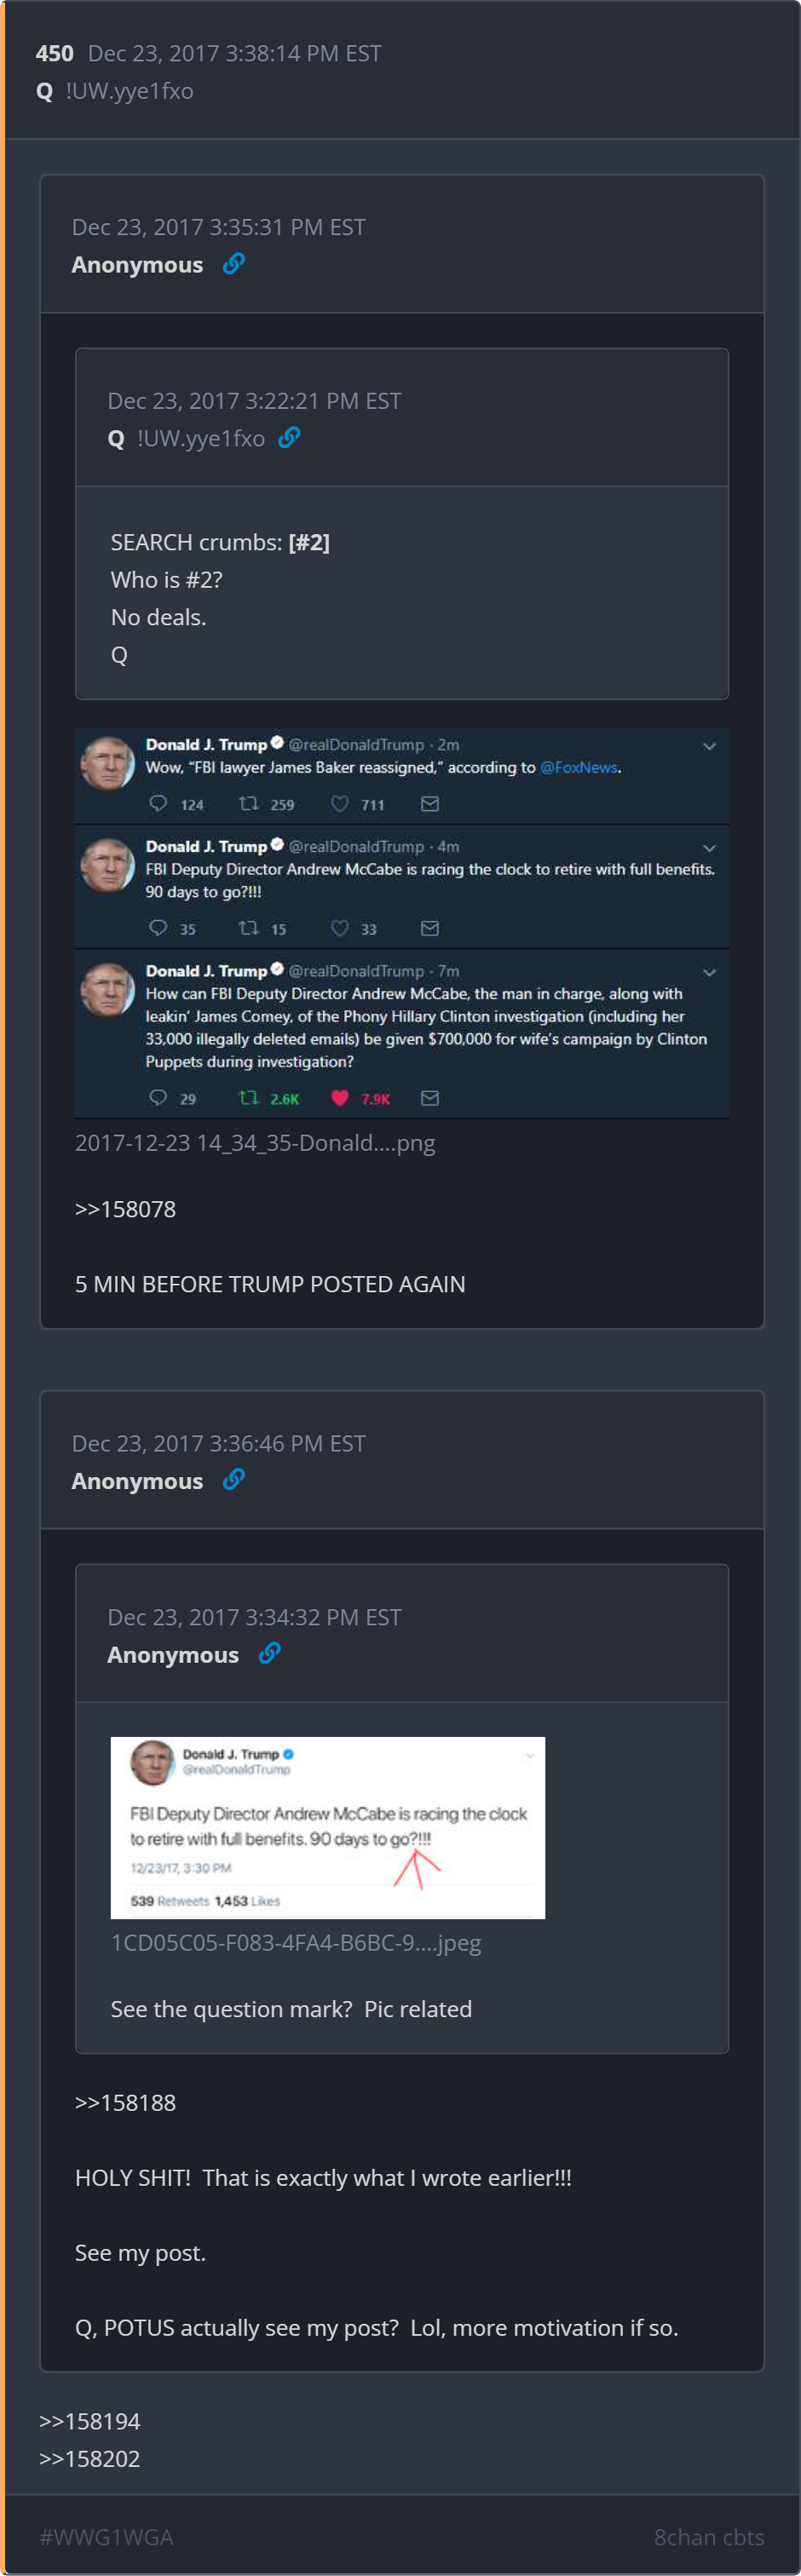 450 Dec 23, 2017 3:38:14 PM EST
Q !UW.yye1fxo
Dec 23, 2017 3:35:31 PM EST
Anonymous
Dec 23, 2017 3:22:21 PM EST
Q !UW.yye1fxo
SEARCH crumbs: [#2]
Who is #2?
No deals.
Q
Donald J. Trump @realDonaldTrump · 2m
Wow, “FBI lawyer James Baker reassigned,” according to @FoxNews.
124 259 711
Donald J. Trump @realDonaldTrump · 4m
FBI Deputy Director Andrew McCabe is racing the clock to retire with full benefits.
90 days to go?!!!
35 15 33
Donald J. Trump @realDonaldTrump · 7m
How can FBI Deputy Director Andrew McCabe, the man in charge, along with
leakin’ James Comey, of the Phony Hillary Clinton investigation (including her
33,000 illegally deleted emails) be given $700,000 for wife’s campaign by Clinton
Puppets during investigation?
29 2.6K 7.9K
2017-12-23 14_34_35-Donald....png
>>158078
5 MIN BEFORE TRUMP POSTED AGAIN
Dec 23, 2017 3:36:46 PM EST
Anonymous
Dec 23, 2017 3:34:32 PM EST
Anonymous
Donald J. Trump
@realDonaldTrump
FBI Deputy Director Andrew McCabe is racing the clock
to retire with full benefits. 90 days to go?!!!
12/23/17, 3:30 PM
539 Retweets 1,453 Likes
1CD05C05-F083-4FA4-B6BC-9....jpeg
See the question mark? Pic related
>>158188
HOLY SHIT! That is exactly what I wrote earlier!!!
See my post.
Q, POTUS actually see my post? Lol, more motivation if so.
>>158194
>>158202
#WWG1WGA 8chan cbts